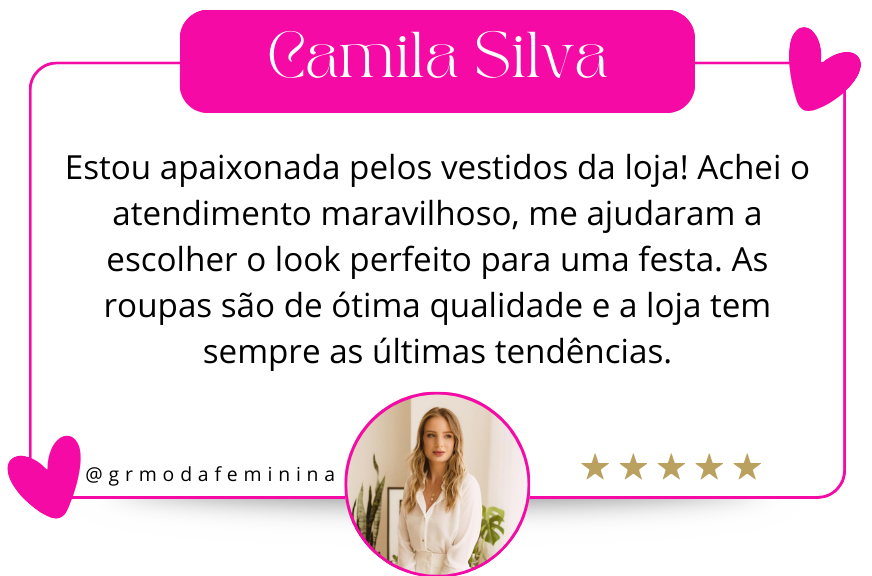 Camila Silva
Estou apaixonada pelos vestidos da loja! Achei o
atendimento maravilhoso, me ajudaram a
escolher o look perfeito para uma festa. As
roupas são de ótima qualidade e a loja tem
sempre as últimas tendências.
@grmodafeminina